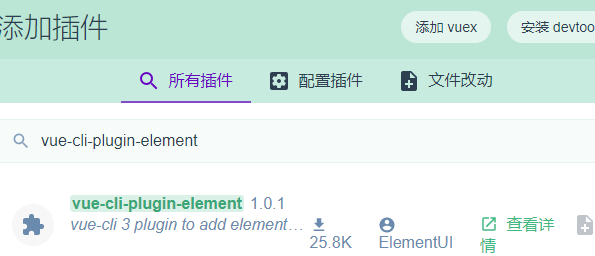 添加插件
添加 vuex
安装 devtoo
所有插件
配置插件
文件改动
vue-cli-plugin-element
vue-cli-plugin-element 1.0.1
vue-cli 3 plugin to add element…
25.8K
ElementUI
查看详
情